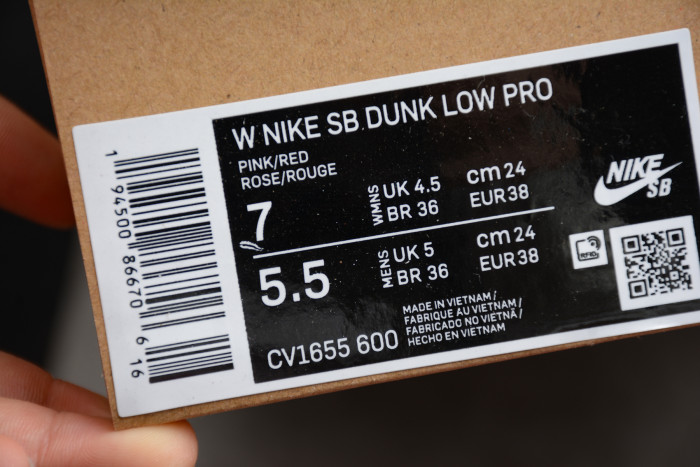 W NIKE SB DUNK LOW PRO
PINK/RED
ROSE/ROUGE
7
WMNS
UK 4.5
BR 36
cm 24
EUR 38
5.5
MENS
UK 5
BR 36
cm 24
EUR 38
CV1655 600
MADE IN VIETNAM/
FABRIQUE AU VIETNAM/
FABRICADO NO VIETNÃ/
HECHO EN VIETNAM
NIKE
SB
RFID
1 94500 86670 6 16